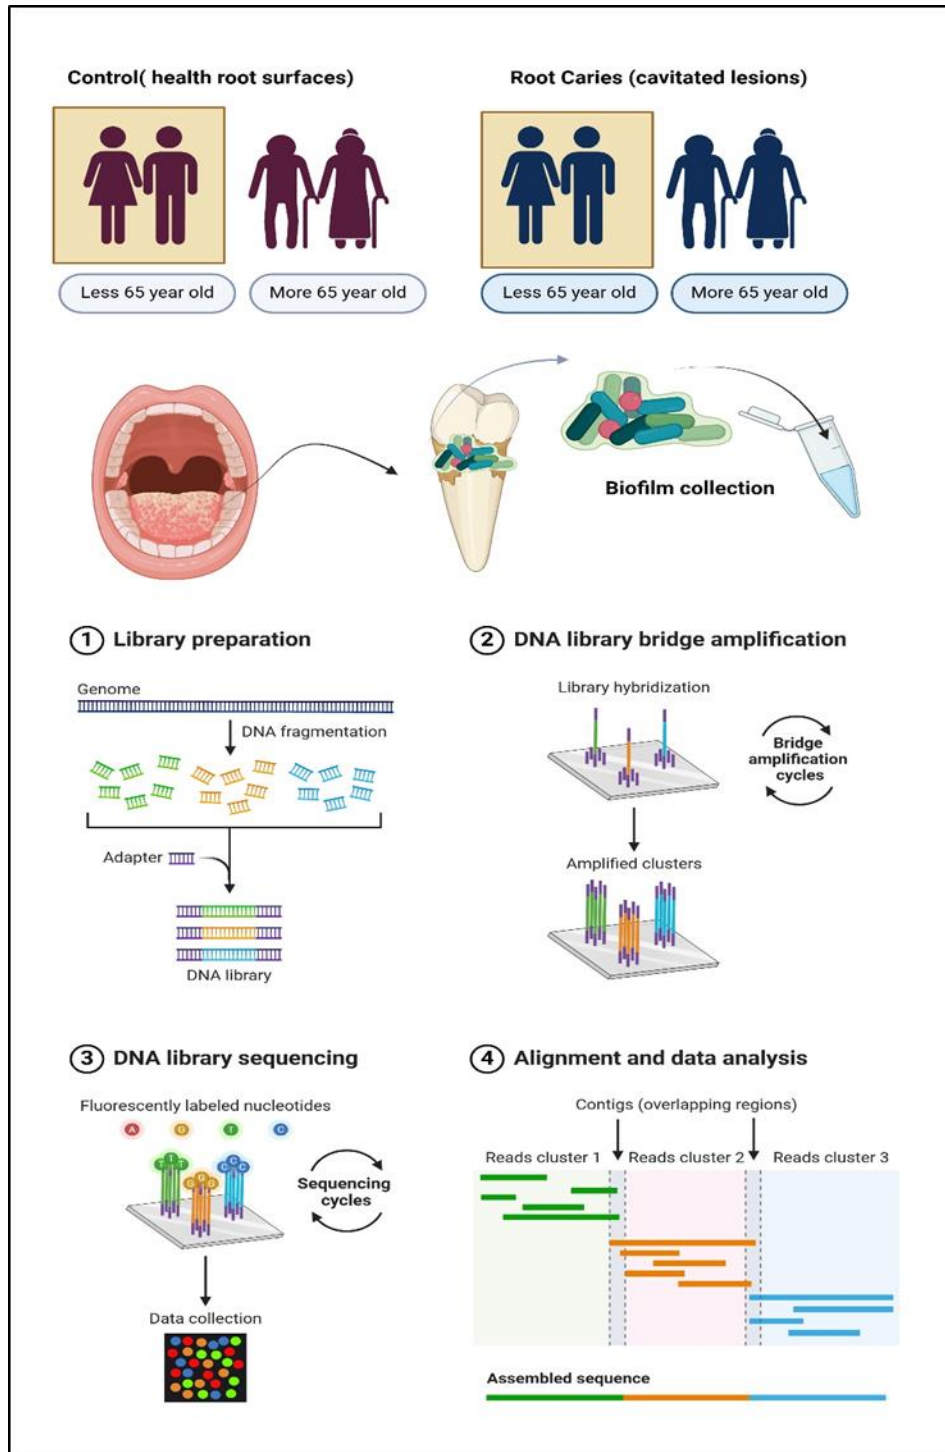 Control( health root surfaces)
Root Caries (cavitated lesions)
Less 65 year old
More 65 year old
Less 65 year old
More 65 year old
Biofilm collection
1 Library preparation
Genome
DNA fragmentation
Adapter
DNA library
2 DNA library bridge amplification
Library hybridization
Bridge
amplification
cycles
Amplified clusters
3 DNA library sequencing
Fluorescently labeled nucleotides
A G T C
T T T
G G G
C C C
Sequencing
cycles
Data collection
4 Alignment and data analysis
Contigs (overlapping regions)
Reads cluster 1 Reads cluster 2 Reads cluster 3
Assembled sequence